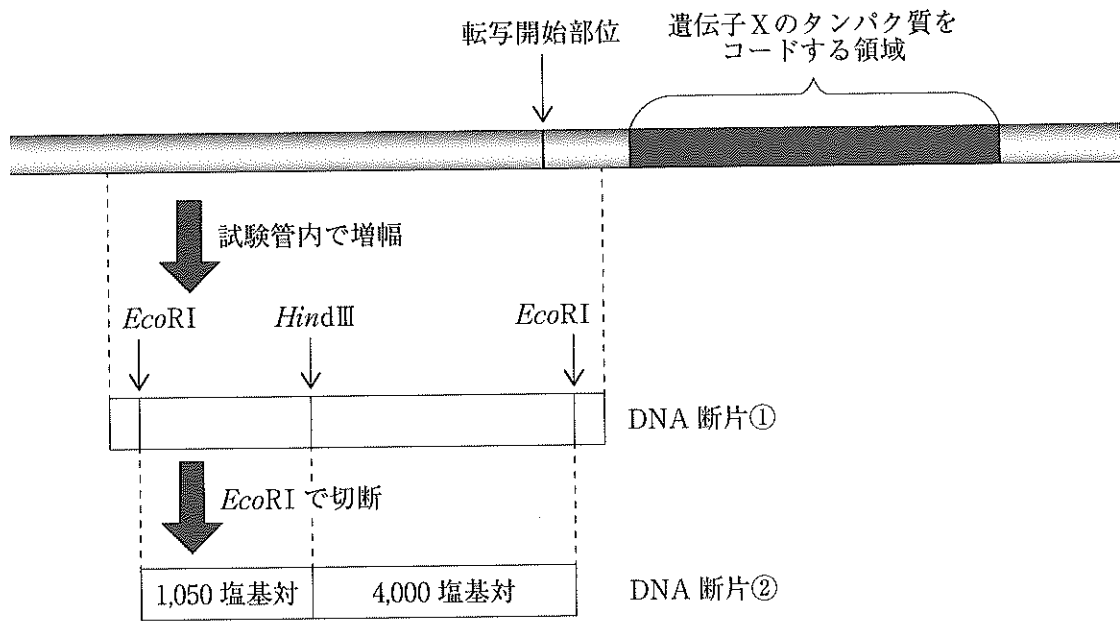 転写開始部位
遺伝子Xのタンパク質を
コードする領域
試験管内で増幅
EcoRI
HindⅢ
EcoRI
DNA 断片①
EcoRI で切断
1,050 塩基対
4,000 塩基対
DNA 断片②